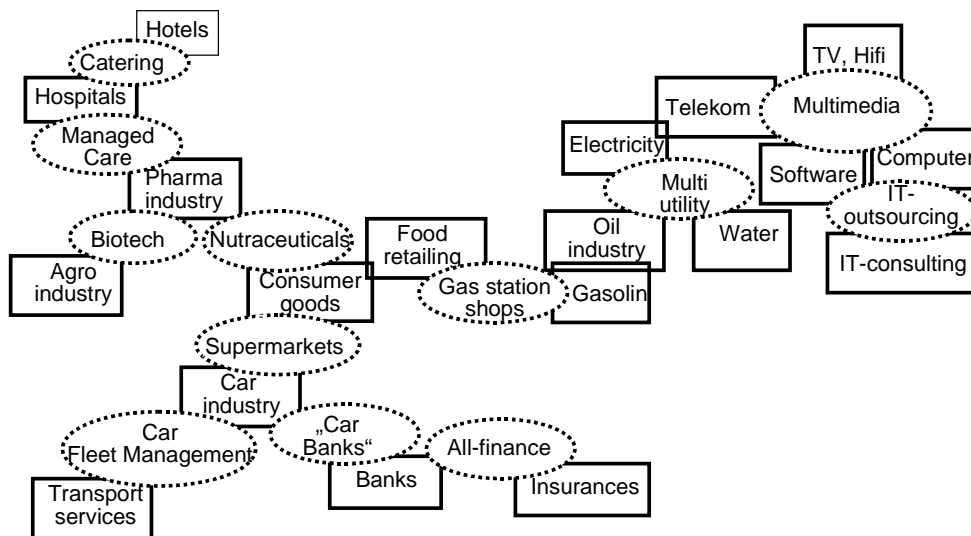 Hotels
Catering
Hospitals
Managed
Care
Pharma
industry
Biotech
Nutraceuticals
Agro
industry
Consumer
goods
Food
retailing
Gas station
shops
Supermarkets
Car
industry
Car
Fleet Management
„Car
Banks“
All-finance
Banks
Insurances
Transport
services
TV, Hifi
Telekom
Multimedia
Electricity
Software
Computer
Multi
utility
IT-
outsourcing
Oil
industry
Water
IT-consulting
Gasolin